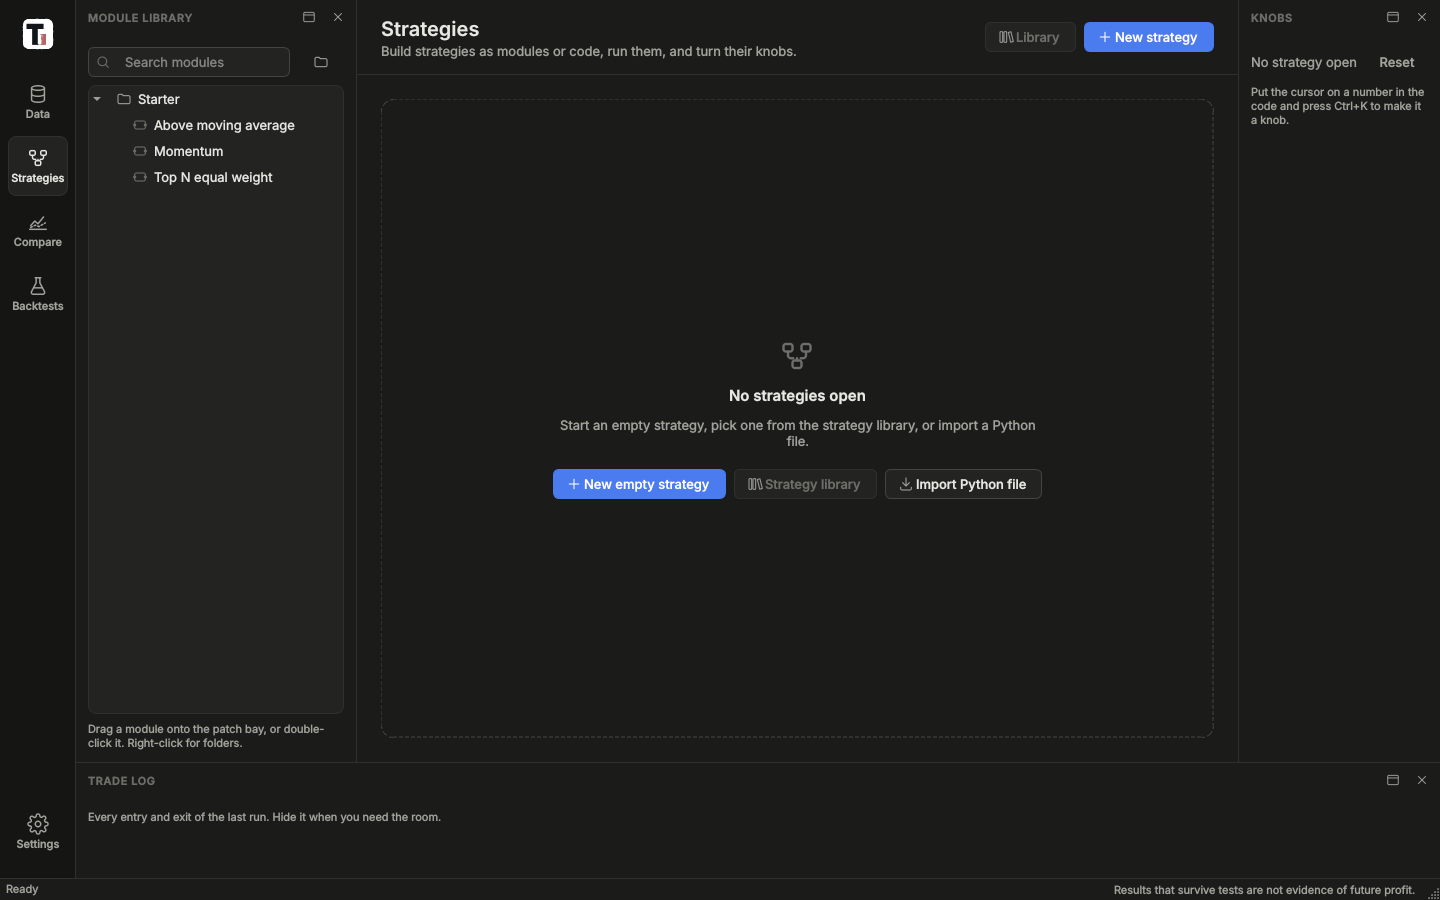 MODULE LIBRARY
Search modules
Starter
Above moving average
Momentum
Top N equal weight
Drag a module onto the patch bay, or double-
click it. Right-click for folders.
Data
Strategies
Compare
Backtests
Settings
Strategies
Build strategies as modules or code, run them, and turn their knobs.
Library
New strategy
No strategies open
Start an empty strategy, pick one from the strategy library, or import a Python
file.
New empty strategy
Strategy library
Import Python file
KNOBS
No strategy open
Reset
Put the cursor on a number in the
code and press Ctrl+K to make it
a knob.
TRADE LOG
Every entry and exit of the last run. Hide it when you need the room.
Ready
Results that survive tests are not evidence of future profit.